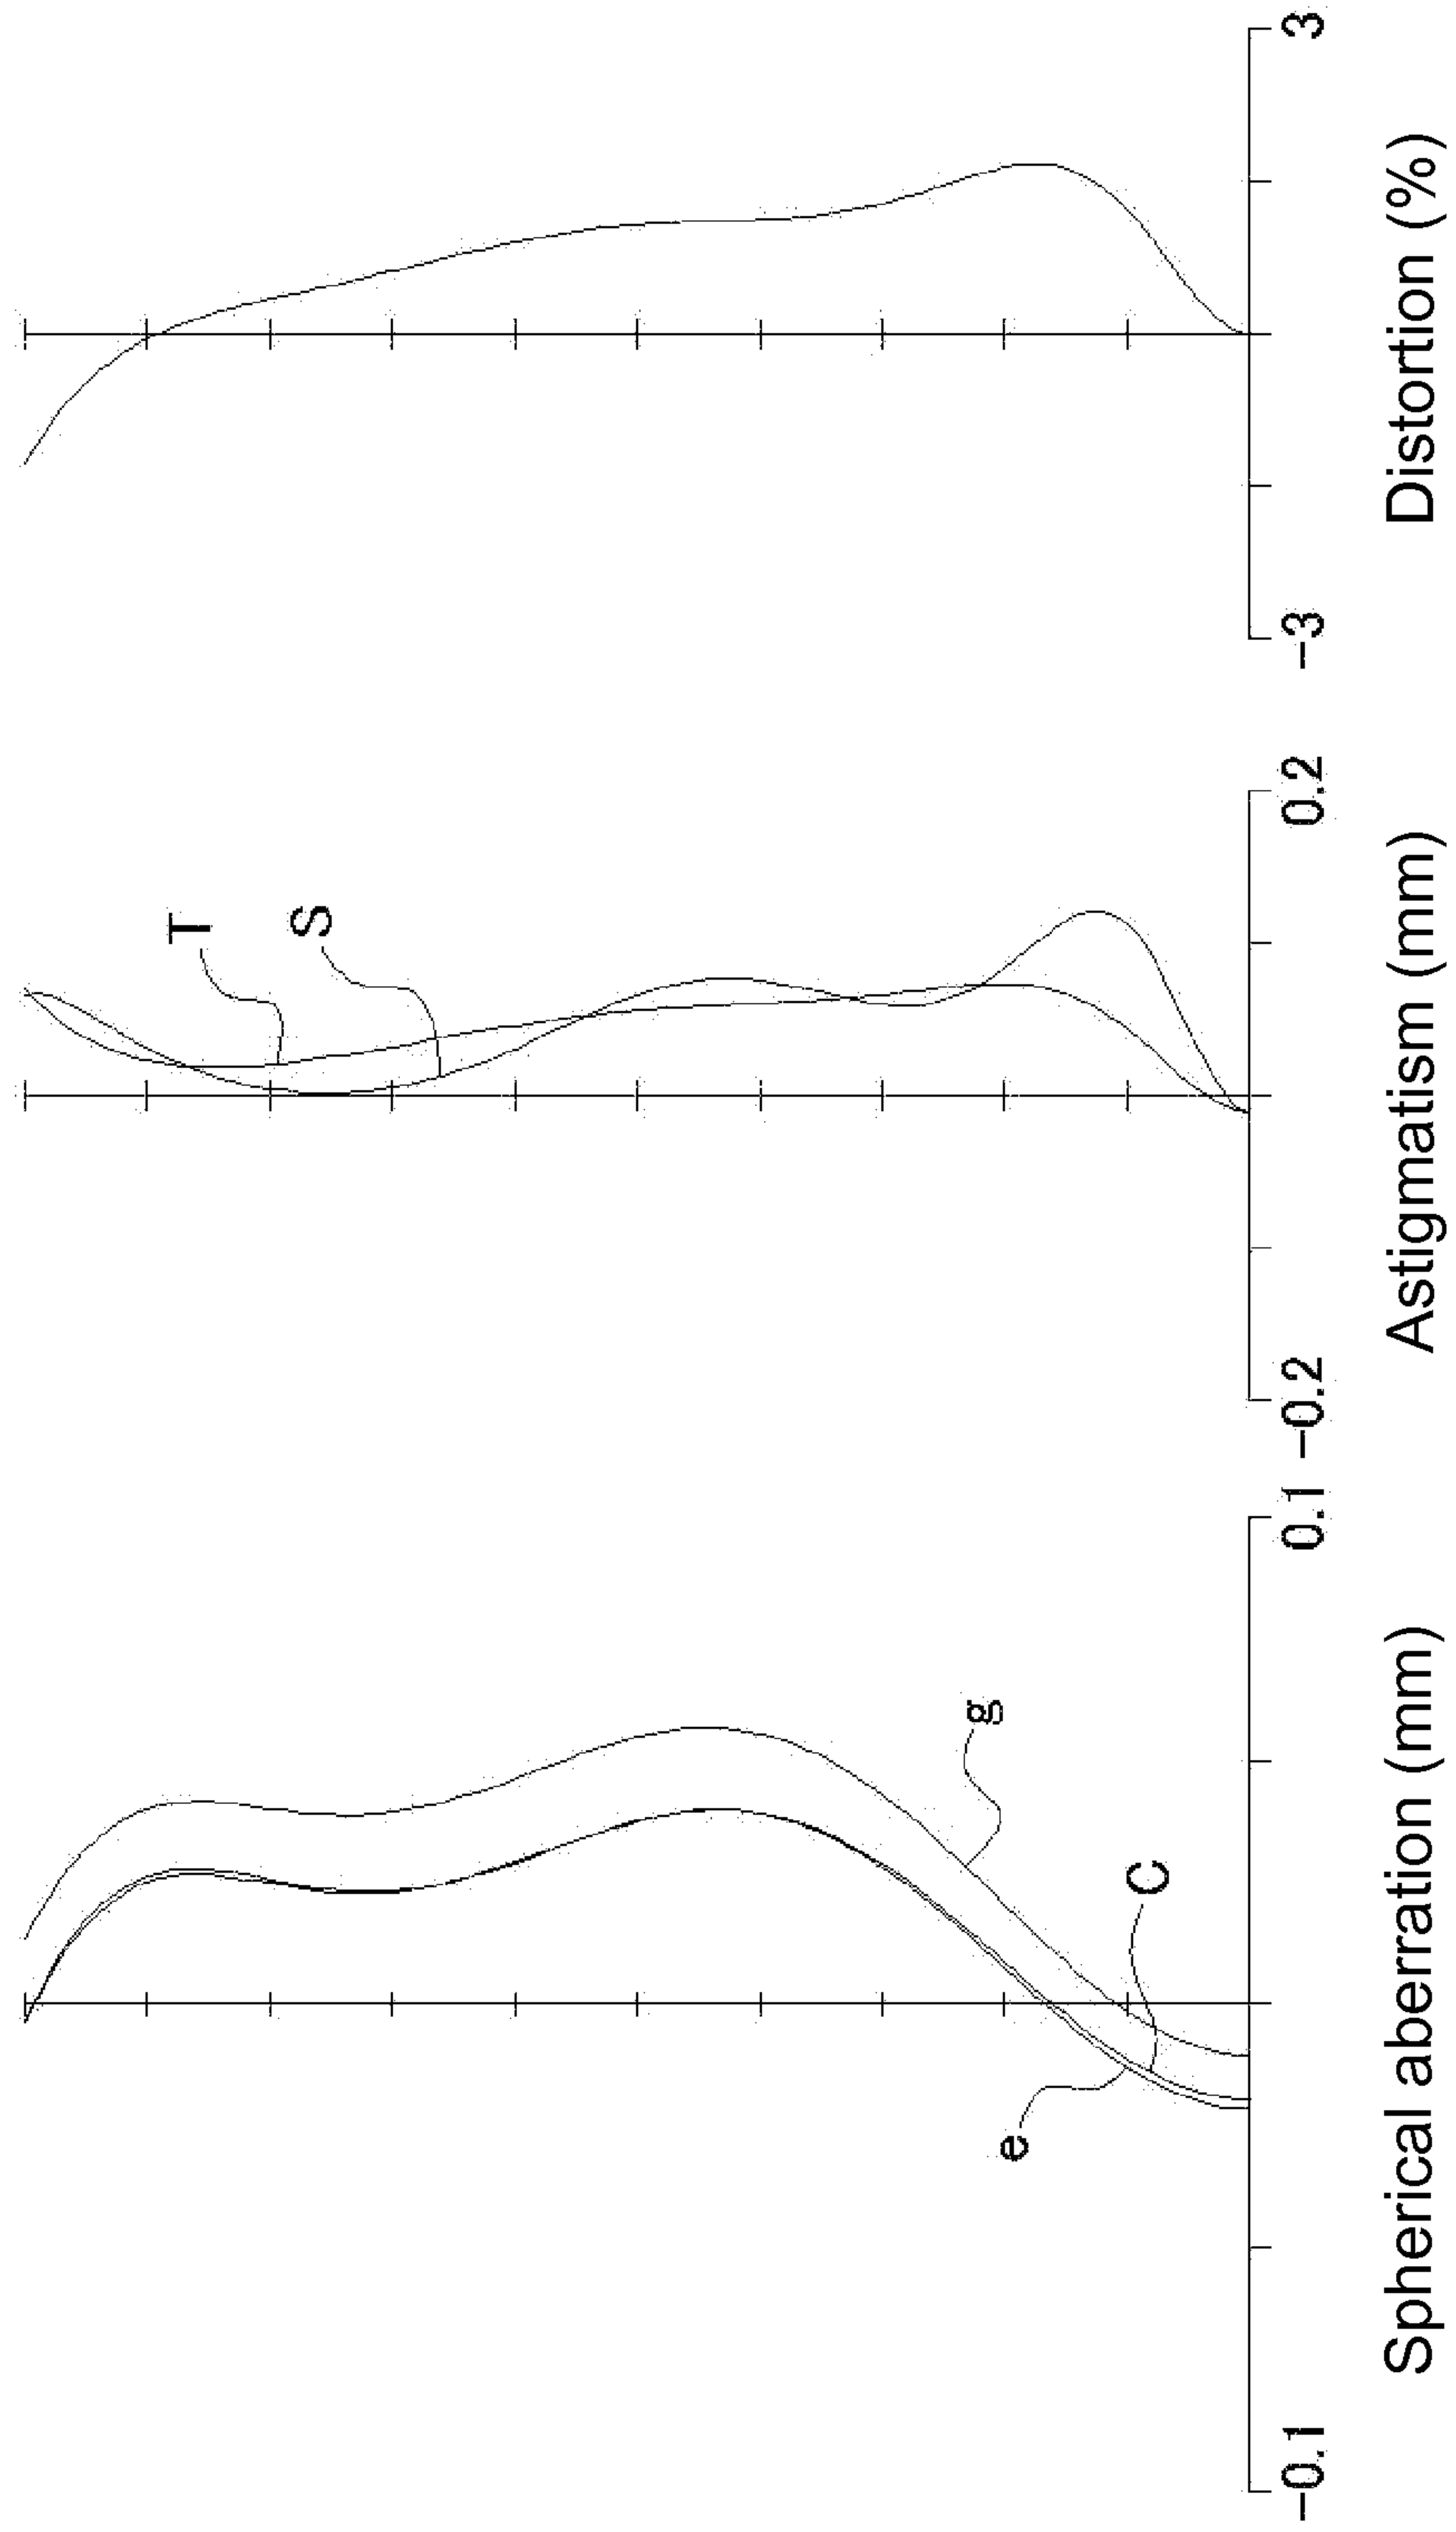 g
C
e
-0.1
0.1
Spherical aberration (mm)
T
S
-0.2
0.2
Astigmatism (mm)
-3
3
Distortion (%)